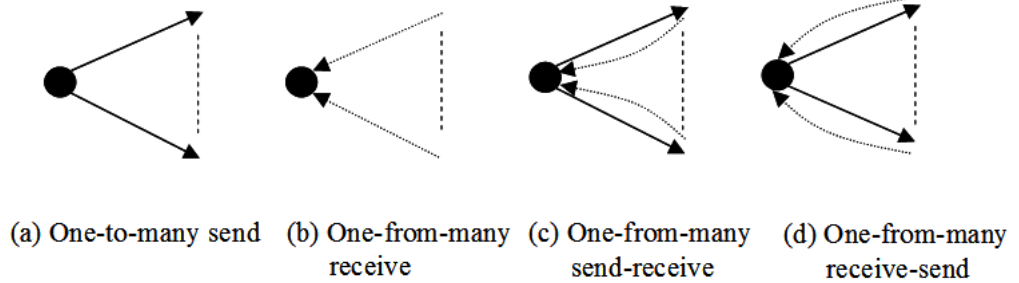 (a) One-to-many send
(b) One-from-many
receive
(c) One-from-many
send-receive
(d) One-from-many
receive-send